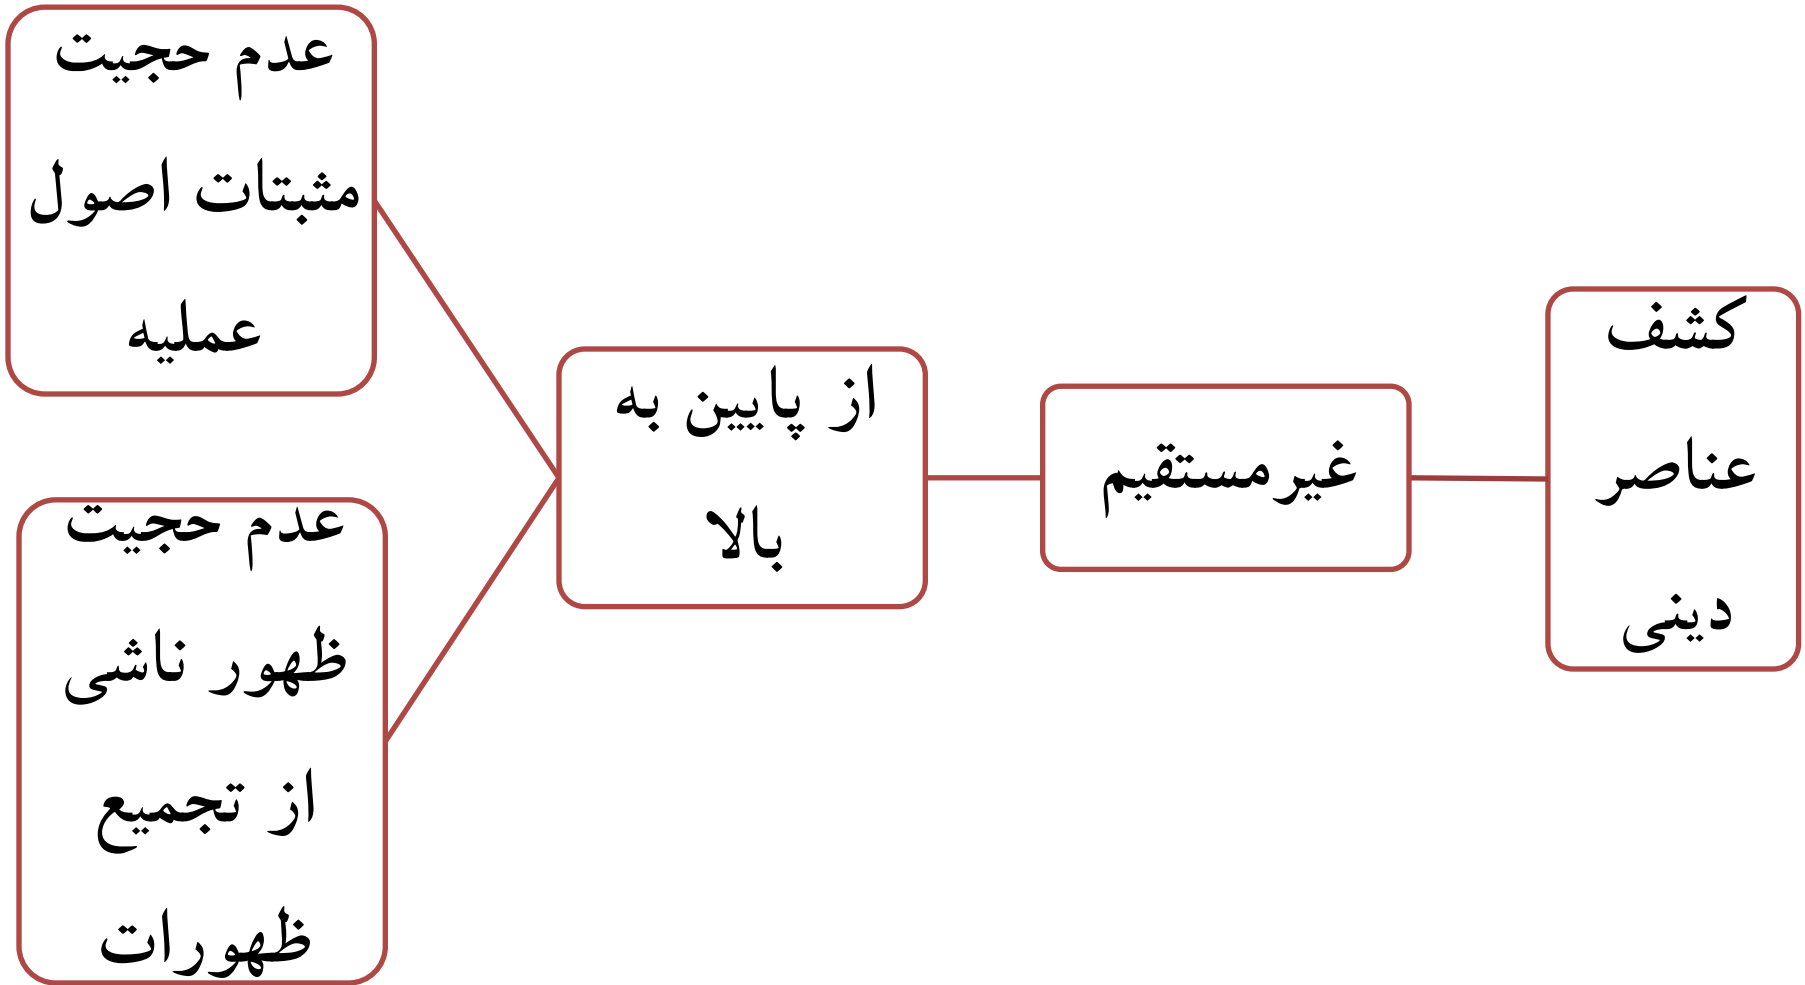 کشف
عناصر
دینی
غیرمستقیم
از پایین به
بالا
عدم حجیت
مثبتات اصول
عملیه
عدم حجیت
ظهور ناشی
از تجمیع
ظهورات